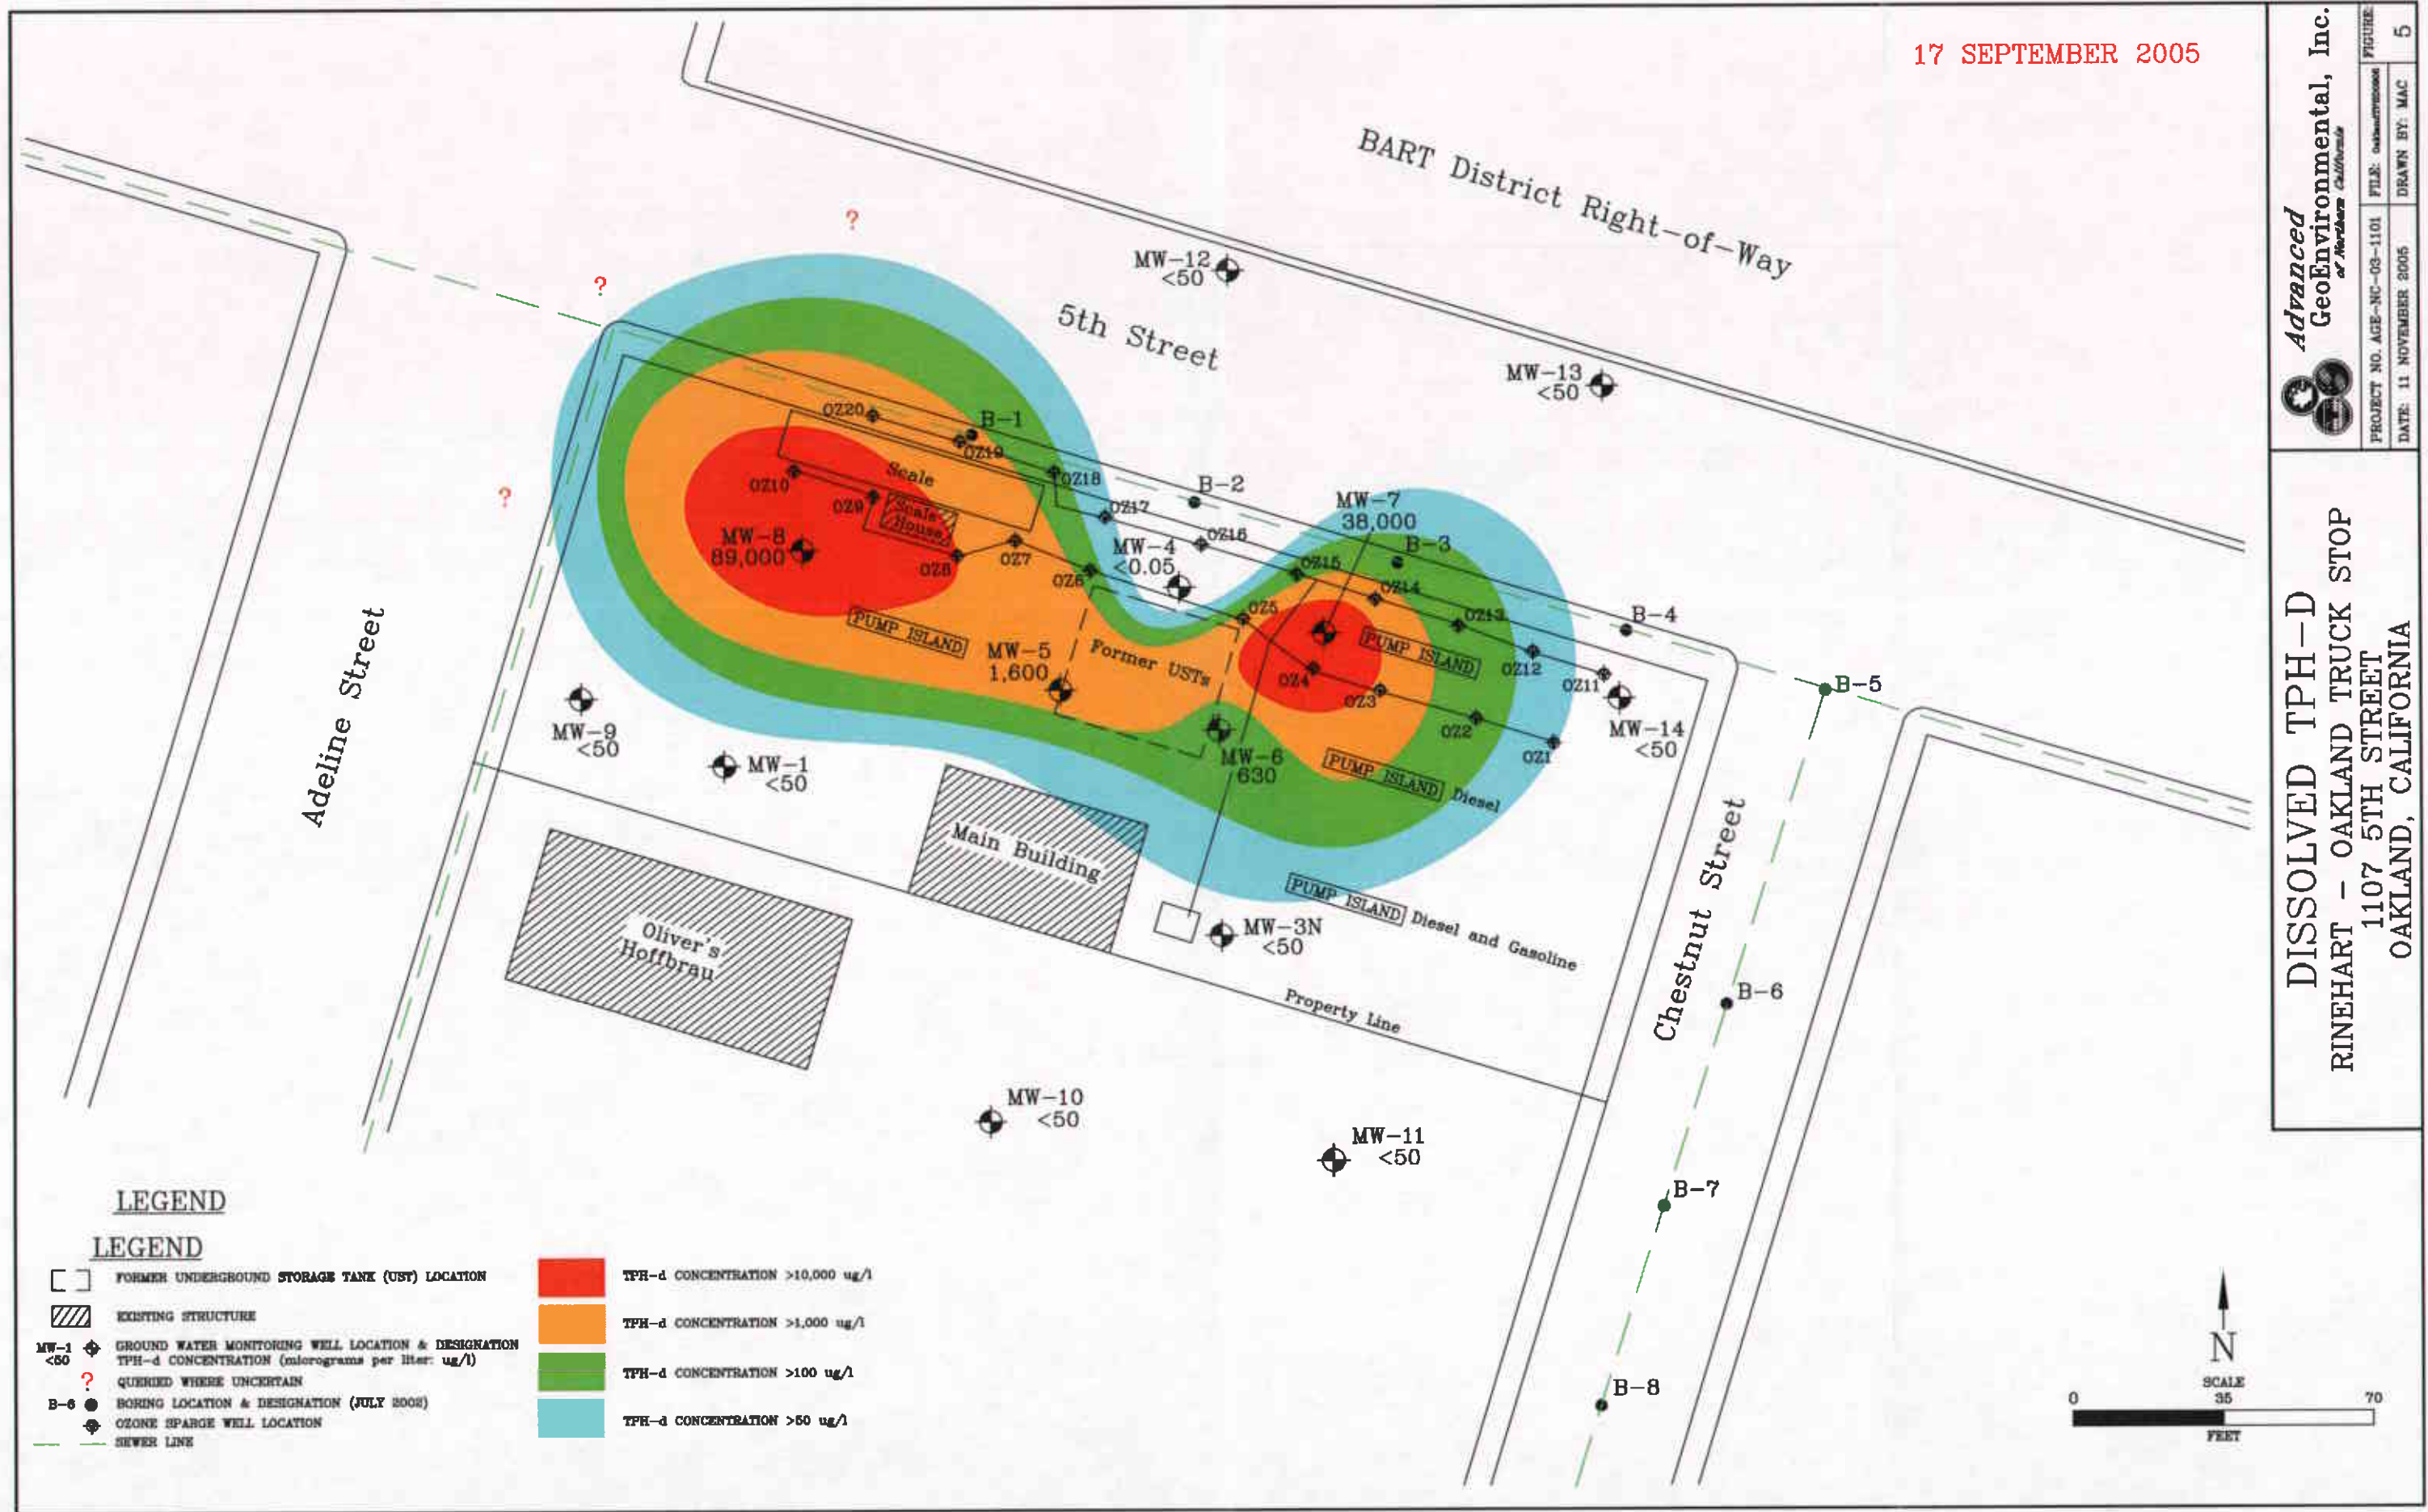 17 SEPTEMBER 2005
BART District Right-of-Way
?
?
?
MW-12
<50
5th Street
MW-13
<50
OZ20
B-1
OZ19
Scale
OZ18
OZ10
OZ9
Scale
House
OZ17
B-2
MW-7
38,000
MW-8
89,000
OZ8
OZ7
OZ6
MW-4
<0.05
OZ16
OZ15
B-3
OZ14
OZ5
OZ13
B-4
PUMP ISLAND
MW-5
1,600
Former USTs
PUMP ISLAND
OZ4
OZ3
OZ12
OZ11
B-5
MW-9
<50
MW-1
<50
MW-6
630
OZ2
OZ1
MW-14
<50
PUMP ISLAND Diesel
Adeline Street
Main Building
Oliver's
Hoffbrau
PUMP ISLAND Diesel and Gasoline
MW-3N
<50
Chestnut Street
Property Line
B-6
MW-10
<50
MW-11
<50
B-7
B-8
LEGEND
LEGEND
FORMER UNDERGROUND STORAGE TANK (UST) LOCATION
EXISTING STRUCTURE
MW-1
<50
GROUND WATER MONITORING WELL LOCATION & DESIGNATION
TPH-d CONCENTRATION (micrograms per liter: ug/l)
? QUERIED WHERE UNCERTAIN
B-6 BORING LOCATION & DESIGNATION (JULY 2002)
OZONE SPARGE WELL LOCATION
SEWER LINE
TPH-d CONCENTRATION >10,000 ug/l
TPH-d CONCENTRATION >1,000 ug/l
TPH-d CONCENTRATION >100 ug/l
TPH-d CONCENTRATION >50 ug/l
N
SCALE
0 35 70
FEET
Advanced
GeoEnvironmental, Inc.
of Northern California
PROJECT NO. AGE-NC-03-1101
FILE:
FIGURE:
DATE: 11 NOVEMBER 2005
DRAWN BY: MAC
5
DISSOLVED TPH-D
RINEHART - OAKLAND TRUCK STOP
1107 5TH STREET
OAKLAND, CALIFORNIA